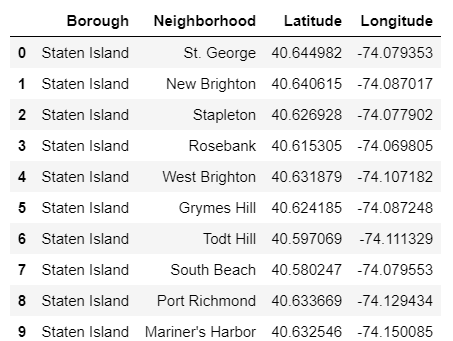 Borough Neighborhood Latitude Longitude
0 Staten Island St. George 40.644982 -74.079353
1 Staten Island New Brighton 40.640615 -74.087017
2 Staten Island Stapleton 40.626928 -74.077902
3 Staten Island Rosebank 40.615305 -74.069805
4 Staten Island West Brighton 40.631879 -74.107182
5 Staten Island Grymes Hill 40.624185 -74.087248
6 Staten Island Todt Hill 40.597069 -74.111329
7 Staten Island South Beach 40.580247 -74.079553
8 Staten Island Port Richmond 40.633669 -74.129434
9 Staten Island Mariner's Harbor 40.632546 -74.150085